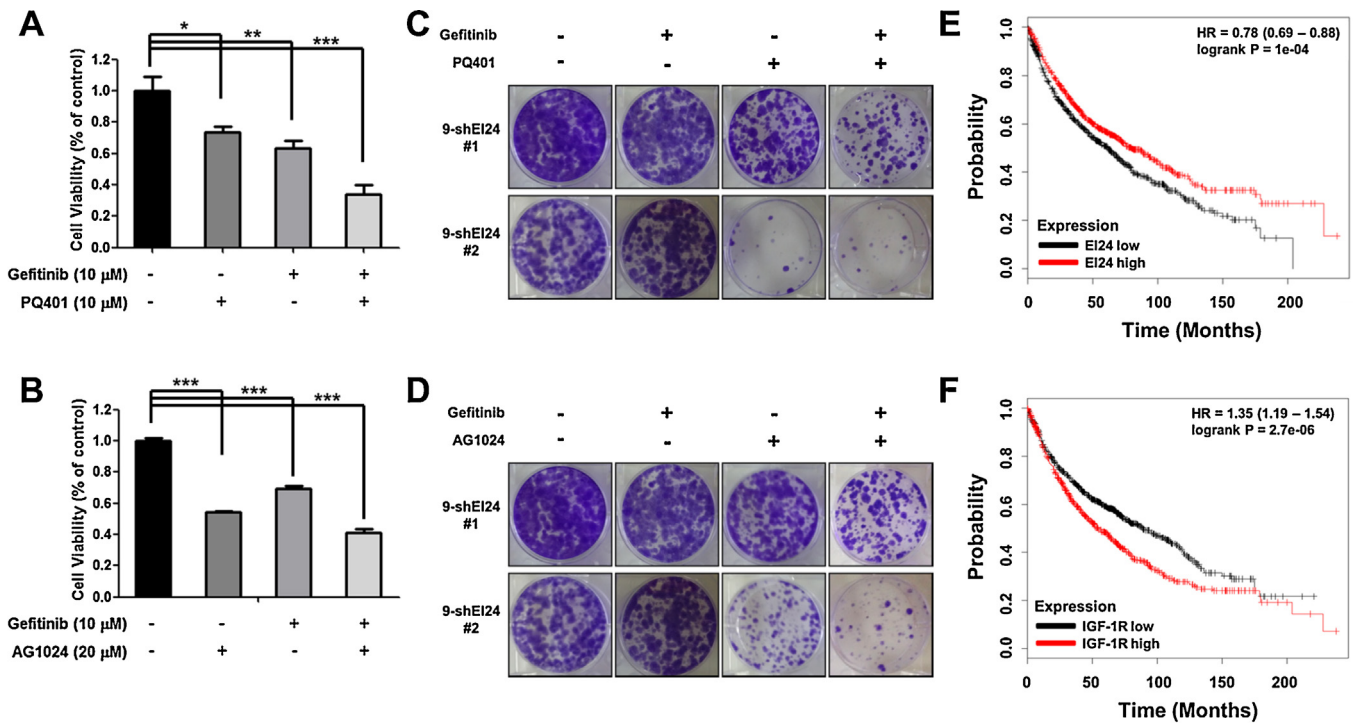 A
Cell Viability (% of control)
1.2
1.0
0.8
0.6
0.4
0.2
0.0
* ** ***
Gefitinib (10 μM) - - + +
PQ401 (10 μM) - + - +
B
Cell Viability (% of control)
1.2
1.0
0.8
0.6
0.4
0.2
0.0
*** *** ***
Gefitinib (10 μM) - - + +
AG1024 (20 μM) - + - +
C
Gefitinib - + - +
PQ401 - - + +
9-shEI24
#1
9-shEI24
#2
D
Gefitinib - + - +
AG1024 - - + +
9-shEI24
#1
9-shEI24
#2
E
HR = 0.78 (0.69 – 0.88)
logrank P = 1e-04
Probability
1.0
0.8
0.6
0.4
0.2
0.0
Expression
EI24 low
EI24 high
0 50 100 150 200
Time (Months)
F
HR = 1.35 (1.19 – 1.54)
logrank P = 2.7e-06
Probability
1.0
0.8
0.6
0.4
0.2
0.0
Expression
IGF-1R low
IGF-1R high
0 50 100 150 200
Time (Months)